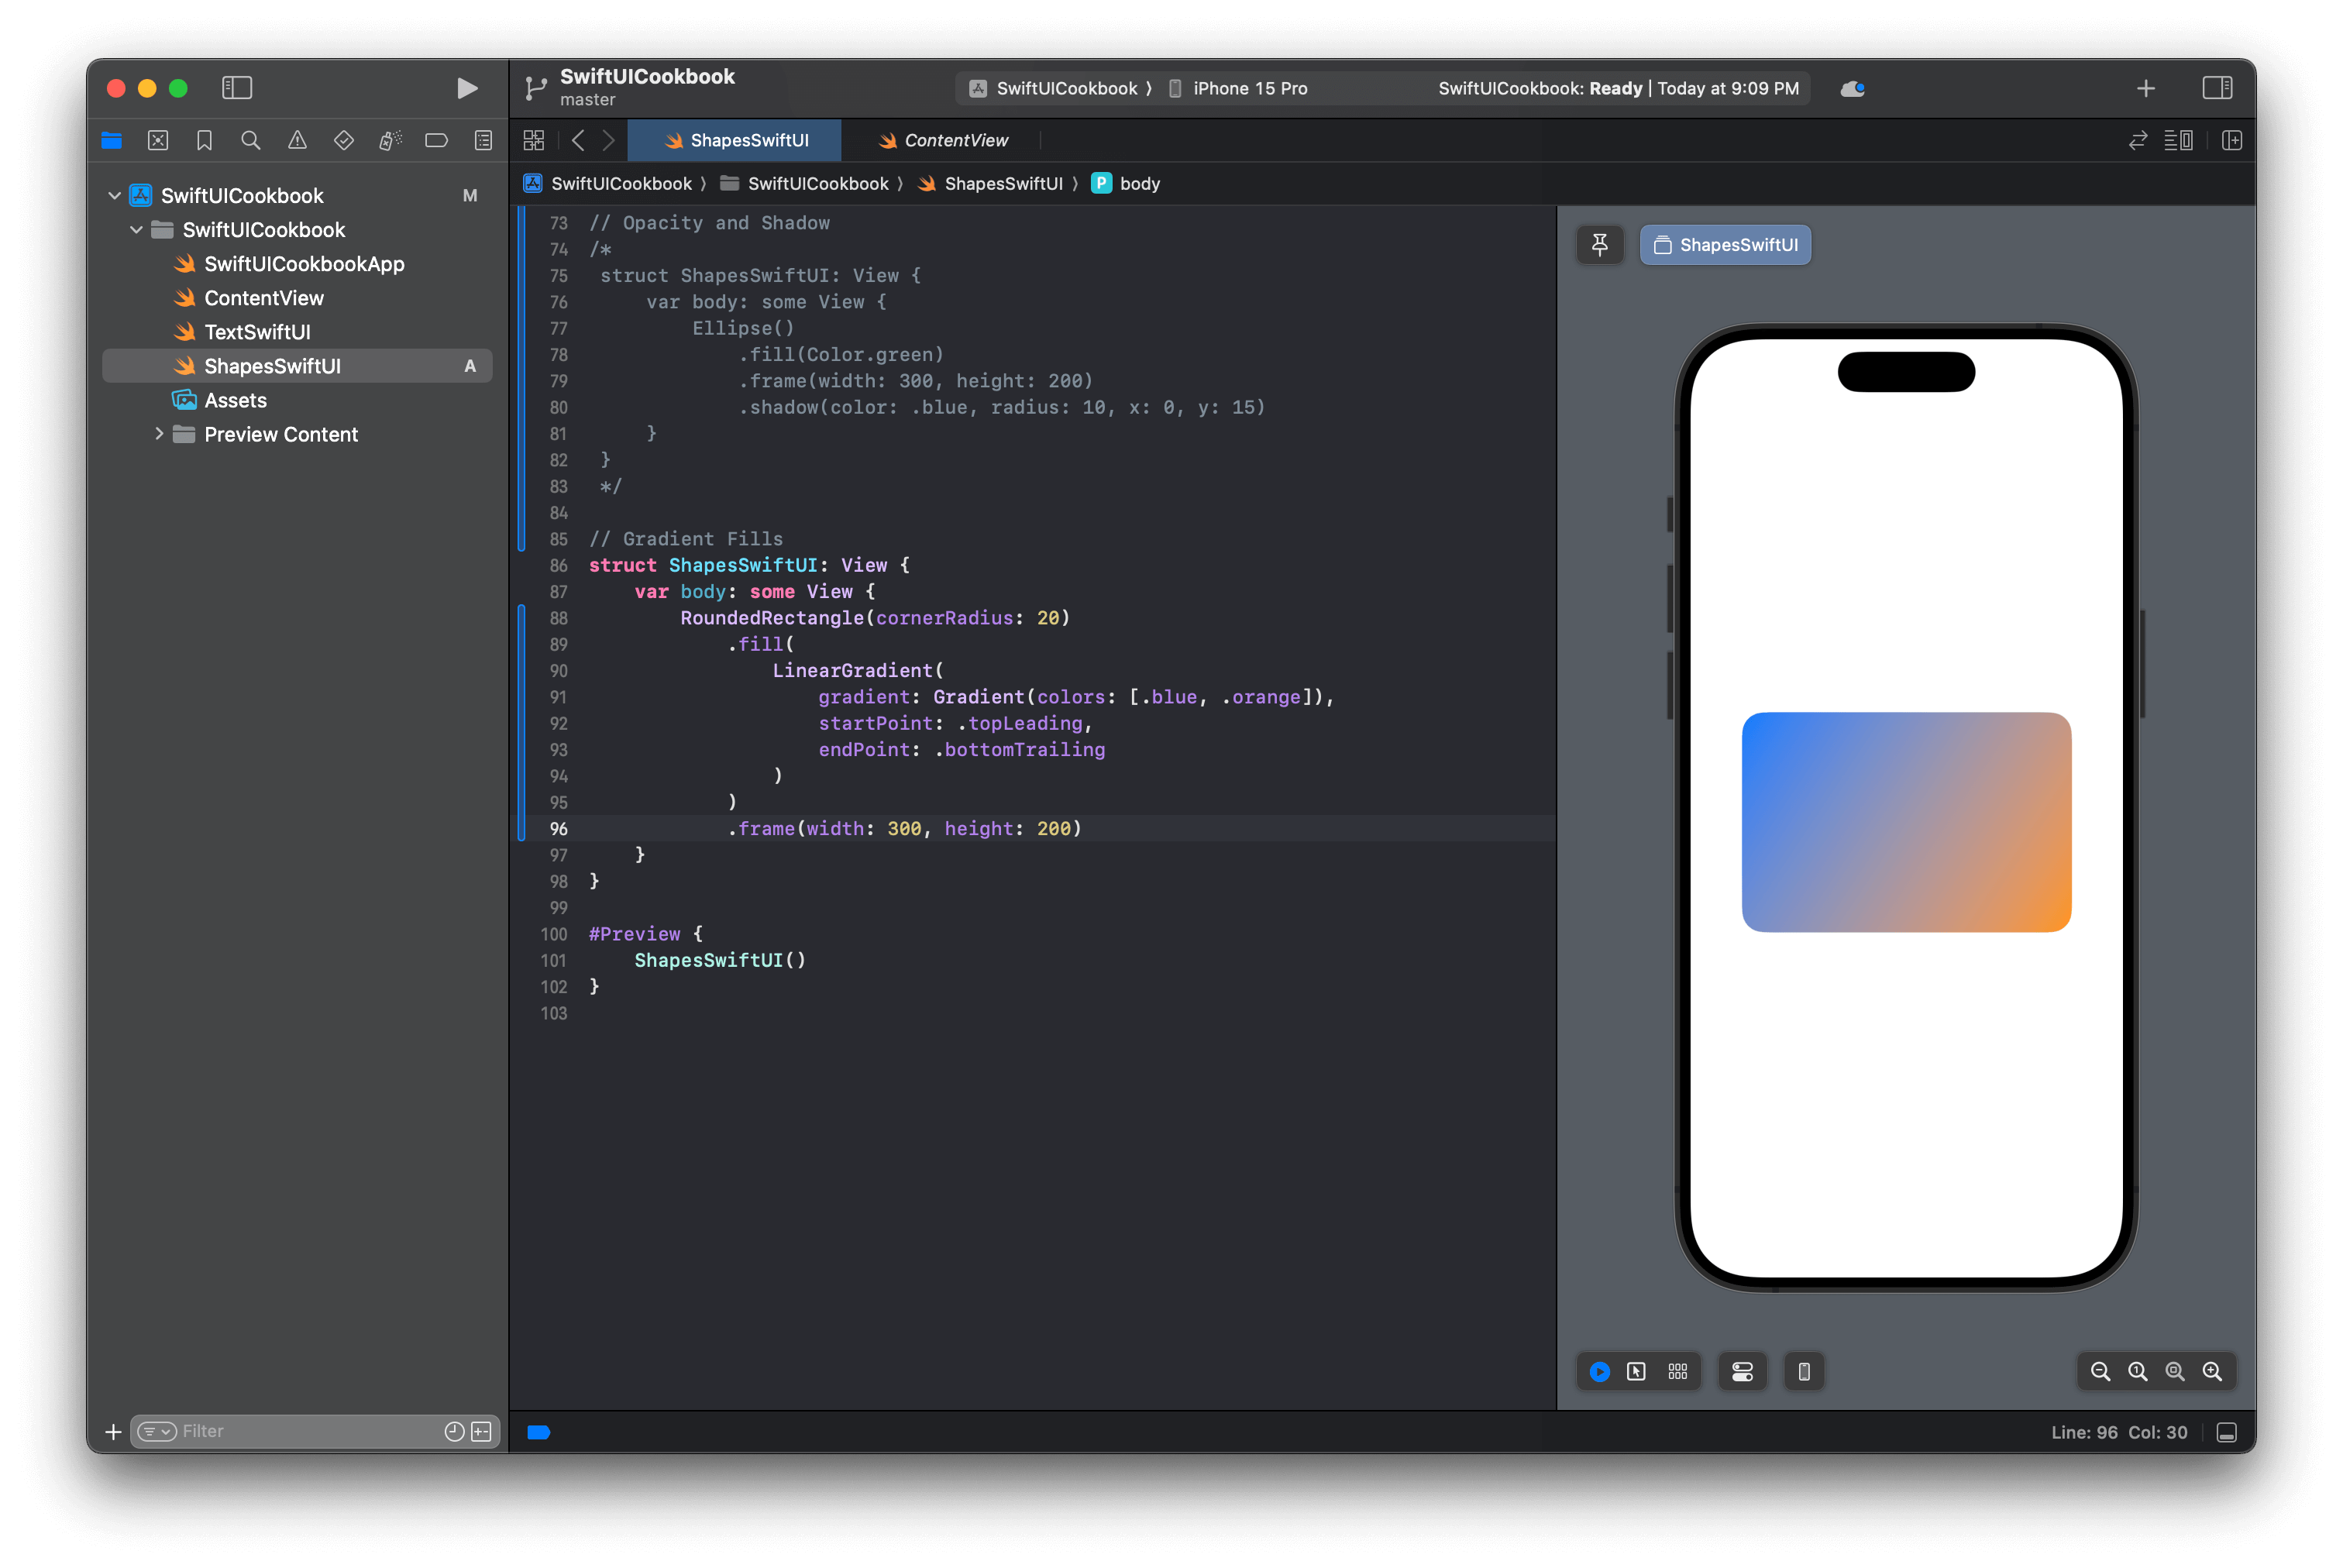 SwiftUICookbook
master
SwiftUICookbook 〉 iPhone 15 Pro
SwiftUICookbook: Ready | Today at 9:09 PM
ShapesSwiftUI
ContentView
SwiftUICookbook 〉 SwiftUICookbook 〉 ShapesSwiftUI 〉 P body
SwiftUICookbook M
SwiftUICookbook
SwiftUICookbookApp
ContentView
TextSwiftUI
ShapesSwiftUI A
Assets
Preview Content
Filter
73 // Opacity and Shadow
74 /*
75  struct ShapesSwiftUI: View {
76      var body: some View {
77          Ellipse()
78              .fill(Color.green)
79              .frame(width: 300, height: 200)
80              .shadow(color: .blue, radius: 10, x: 0, y: 15)
81      }
82  }
83  */
84
85 // Gradient Fills
86 struct ShapesSwiftUI: View {
87     var body: some View {
88         RoundedRectangle(cornerRadius: 20)
89             .fill(
90                 LinearGradient(
91                     gradient: Gradient(colors: [.blue, .orange]),
92                     startPoint: .topLeading,
93                     endPoint: .bottomTrailing
94                 )
95             )
96             .frame(width: 300, height: 200)
97     }
98 }
99
100 #Preview {
101     ShapesSwiftUI()
102 }
103
ShapesSwiftUI
Line: 96 Col: 30